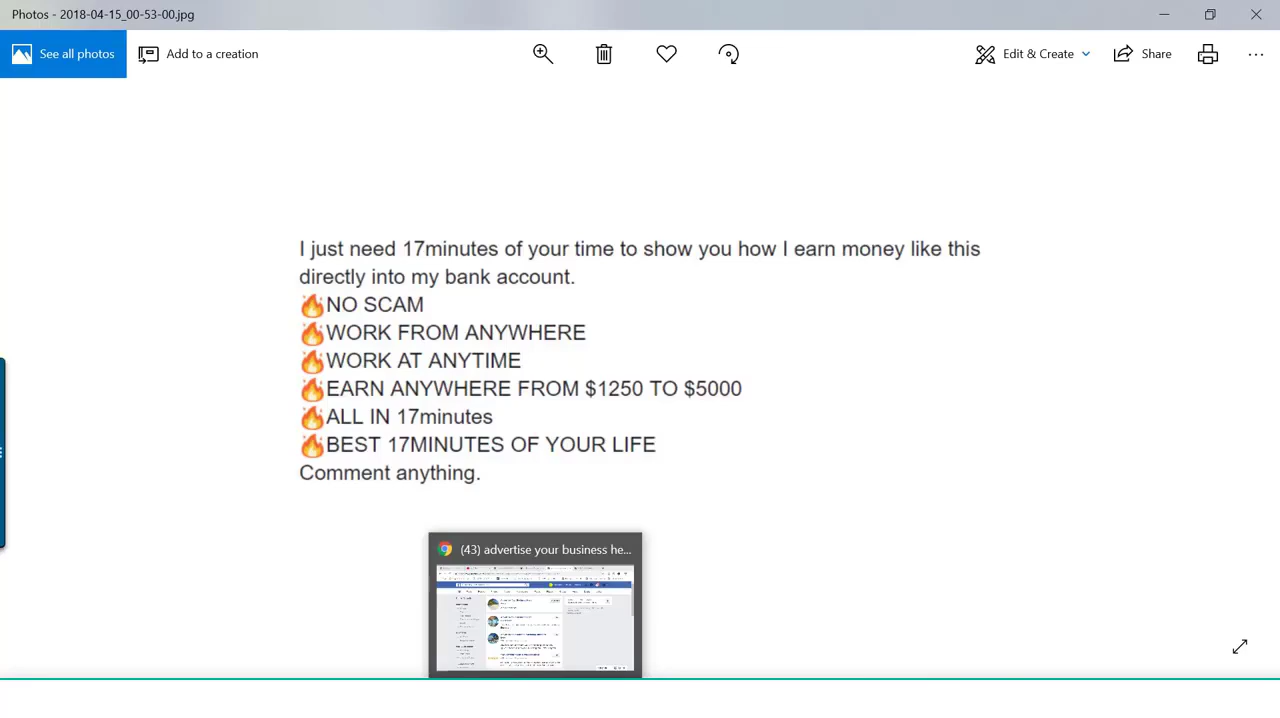 Photos - 2018-04-15_00-53-00.jpg
See all photos
Add to a creation
Edit & Create
Share
I just need 17minutes of your time to show you how I earn money like this
directly into my bank account.
🔥NO SCAM
🔥WORK FROM ANYWHERE
🔥WORK AT ANYTIME
🔥EARN ANYWHERE FROM $1250 TO $5000
🔥ALL IN 17minutes
🔥BEST 17MINUTES OF YOUR LIFE
Comment anything.
(43) advertise your business he...